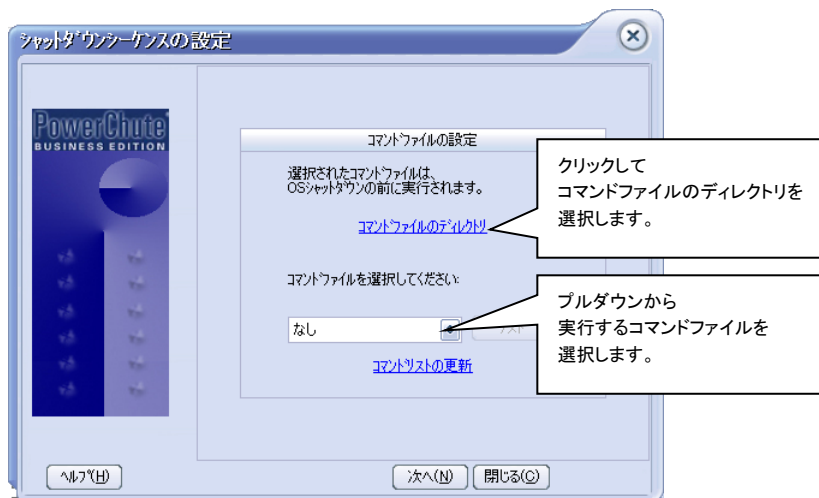 シャットダウンシーケンスの設定
PowerChute
BUSINESS EDITION
コマンドファイルの設定
選択されたコマンドファイルは、
OSシャットダウンの前に実行されます。
コマンドファイルのディレクトリ
クリックして
コマンドファイルのディレクトリを
選択します。
コマンドファイルを選択してください:
なし
プルダウンから
実行するコマンドファイルを
選択します。
コマンドリストの更新
ヘルプ(H)
次へ(N)
閉じる(C)